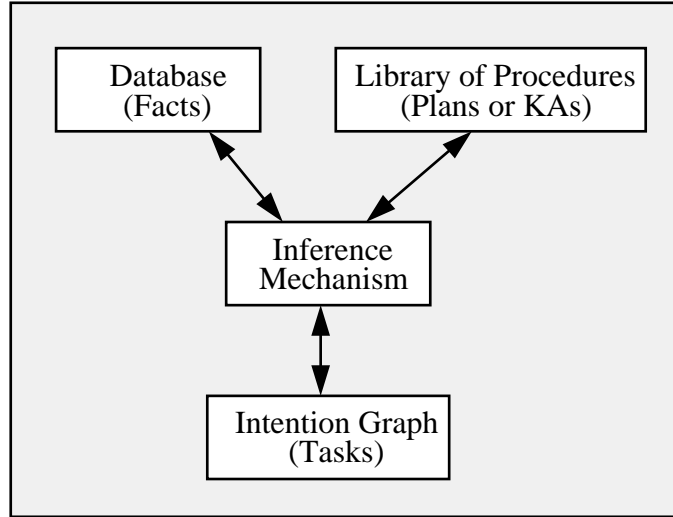 Database
(Facts)
Library of Procedures
(Plans or KAs)
Inference
Mechanism
Intention Graph
(Tasks)